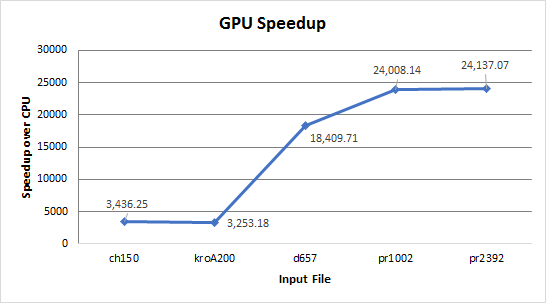 GPU Speedup
Speedup over CPU
30000
25000
20000
15000
10000
5000
0
3,436.25
3,253.18
18,409.71
24,008.14
24,137.07
ch150
kroA200
d657
pr1002
pr2392
Input File